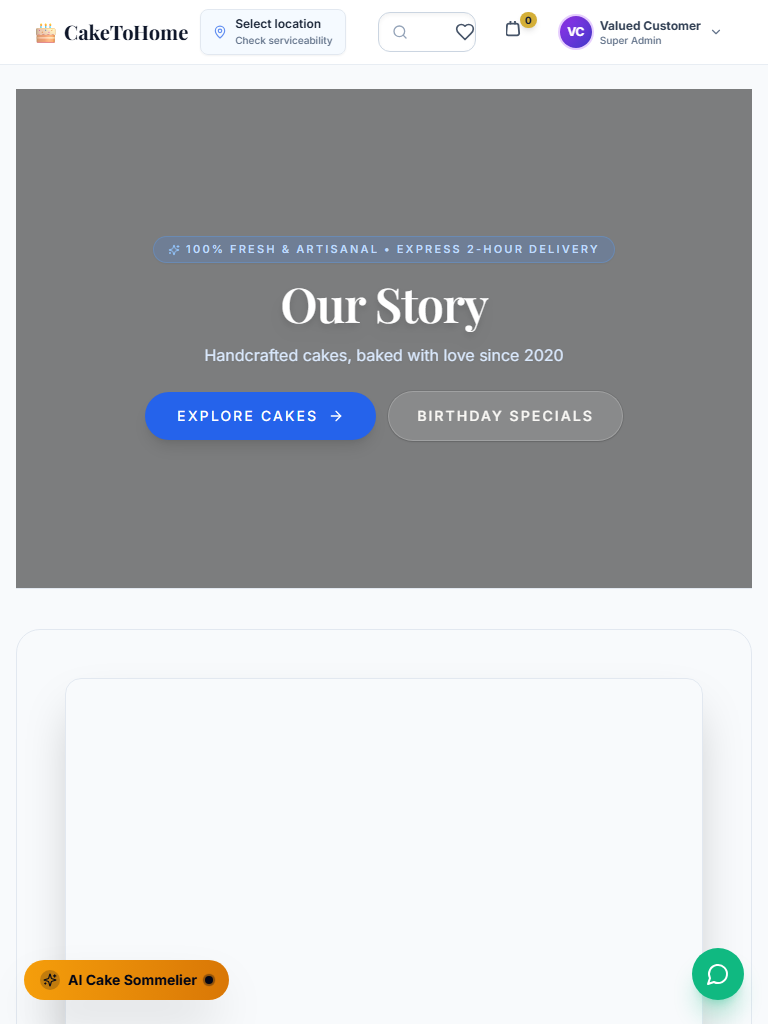 CakeToHome
Select location
Check serviceability
0
VC
Valued Customer
Super Admin
100% FRESH & ARTISANAL • EXPRESS 2-HOUR DELIVERY
Our Story
Handcrafted cakes, baked with love since 2020
EXPLORE CAKES
BIRTHDAY SPECIALS
AI Cake Sommelier